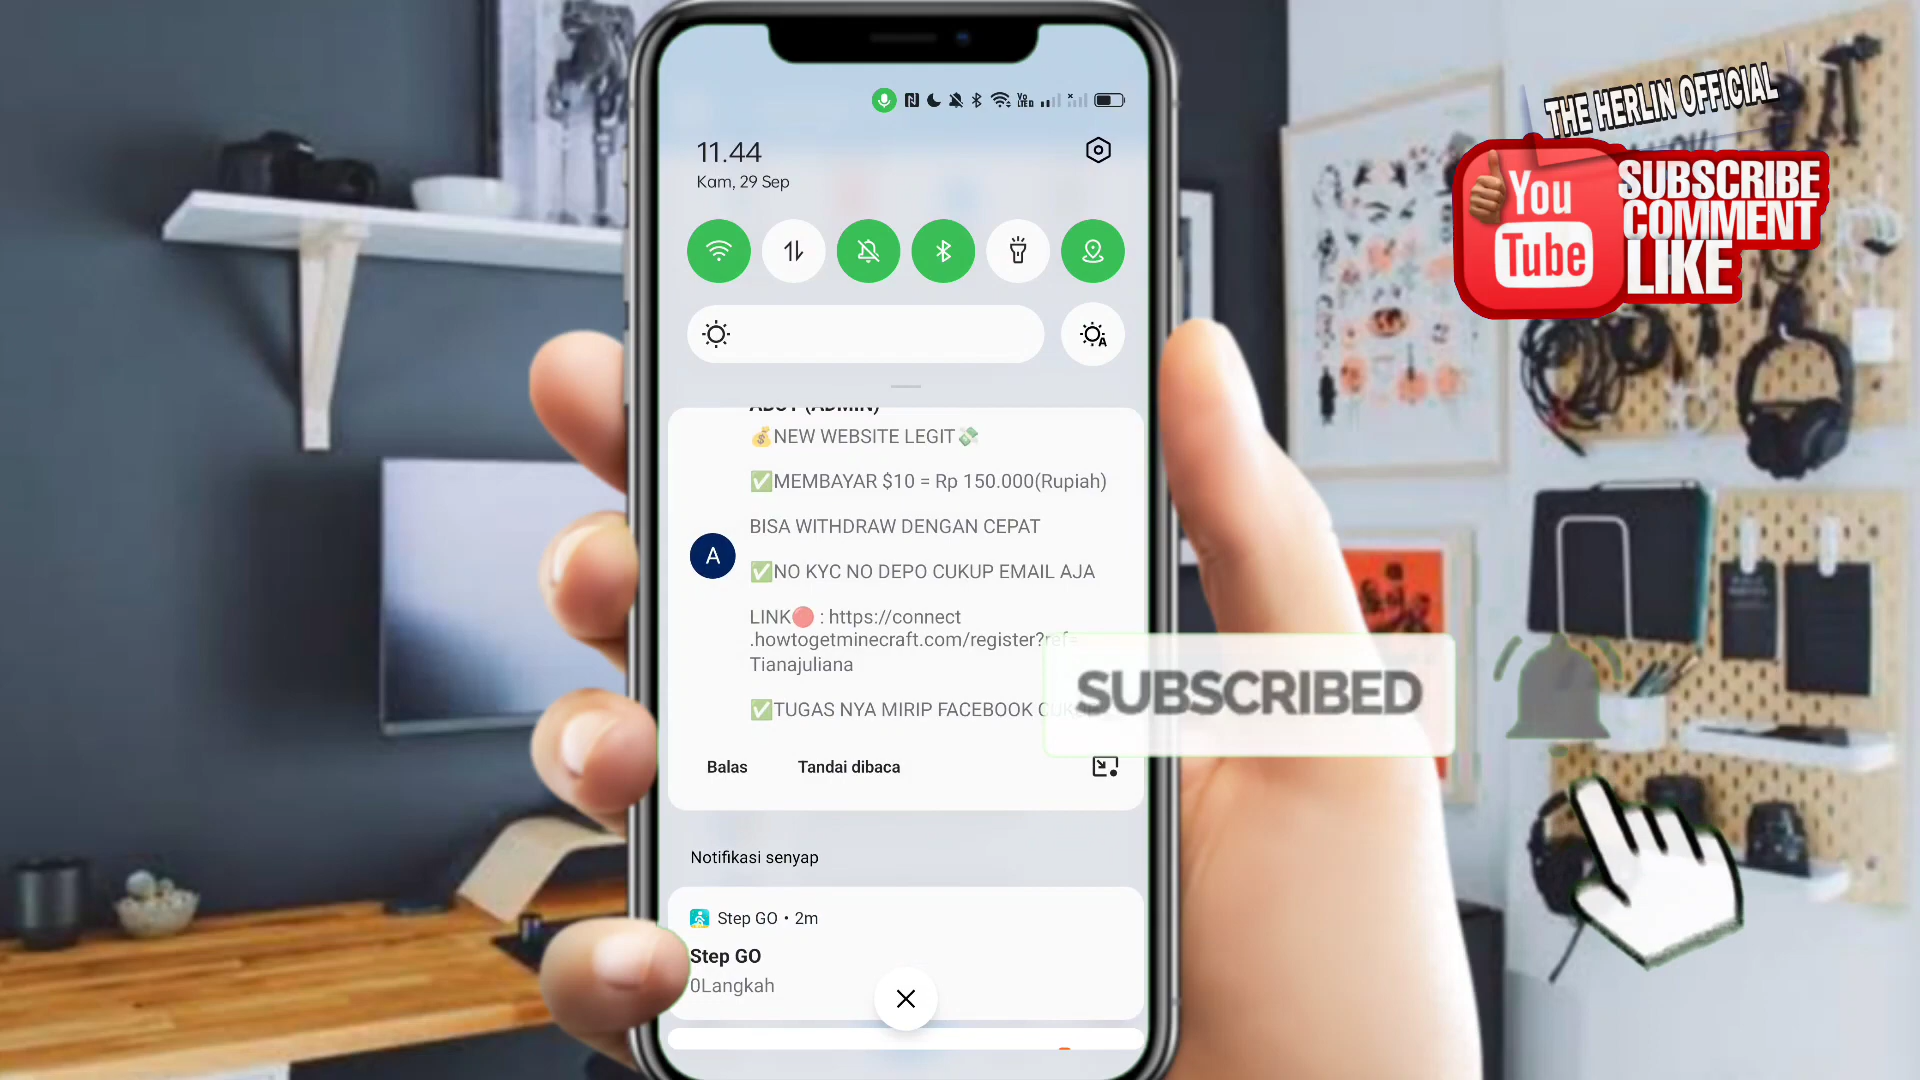 THE HERLIN OFFICIAL
You
Tube
SUBSCRIBE
COMMENT
LIKE
11.44
Kam, 29 Sep
💰NEW WEBSITE LEGIT💸
✅MEMBAYAR $10 = Rp 150.000(Rupiah)
BISA WITHDRAW DENGAN CEPAT
A
✅NO KYC NO DEPO CUKUP EMAIL AJA
LINK🔴 : https://connect
.howtogetminecraft.com/register?ref=
Tianajuliana
✅TUGAS NYA MIRIP FACEBOOK
SUBSCRIBED
Balas
Tandai dibaca
Notifikasi senyap
Step GO • 2m
Step GO
0Langkah